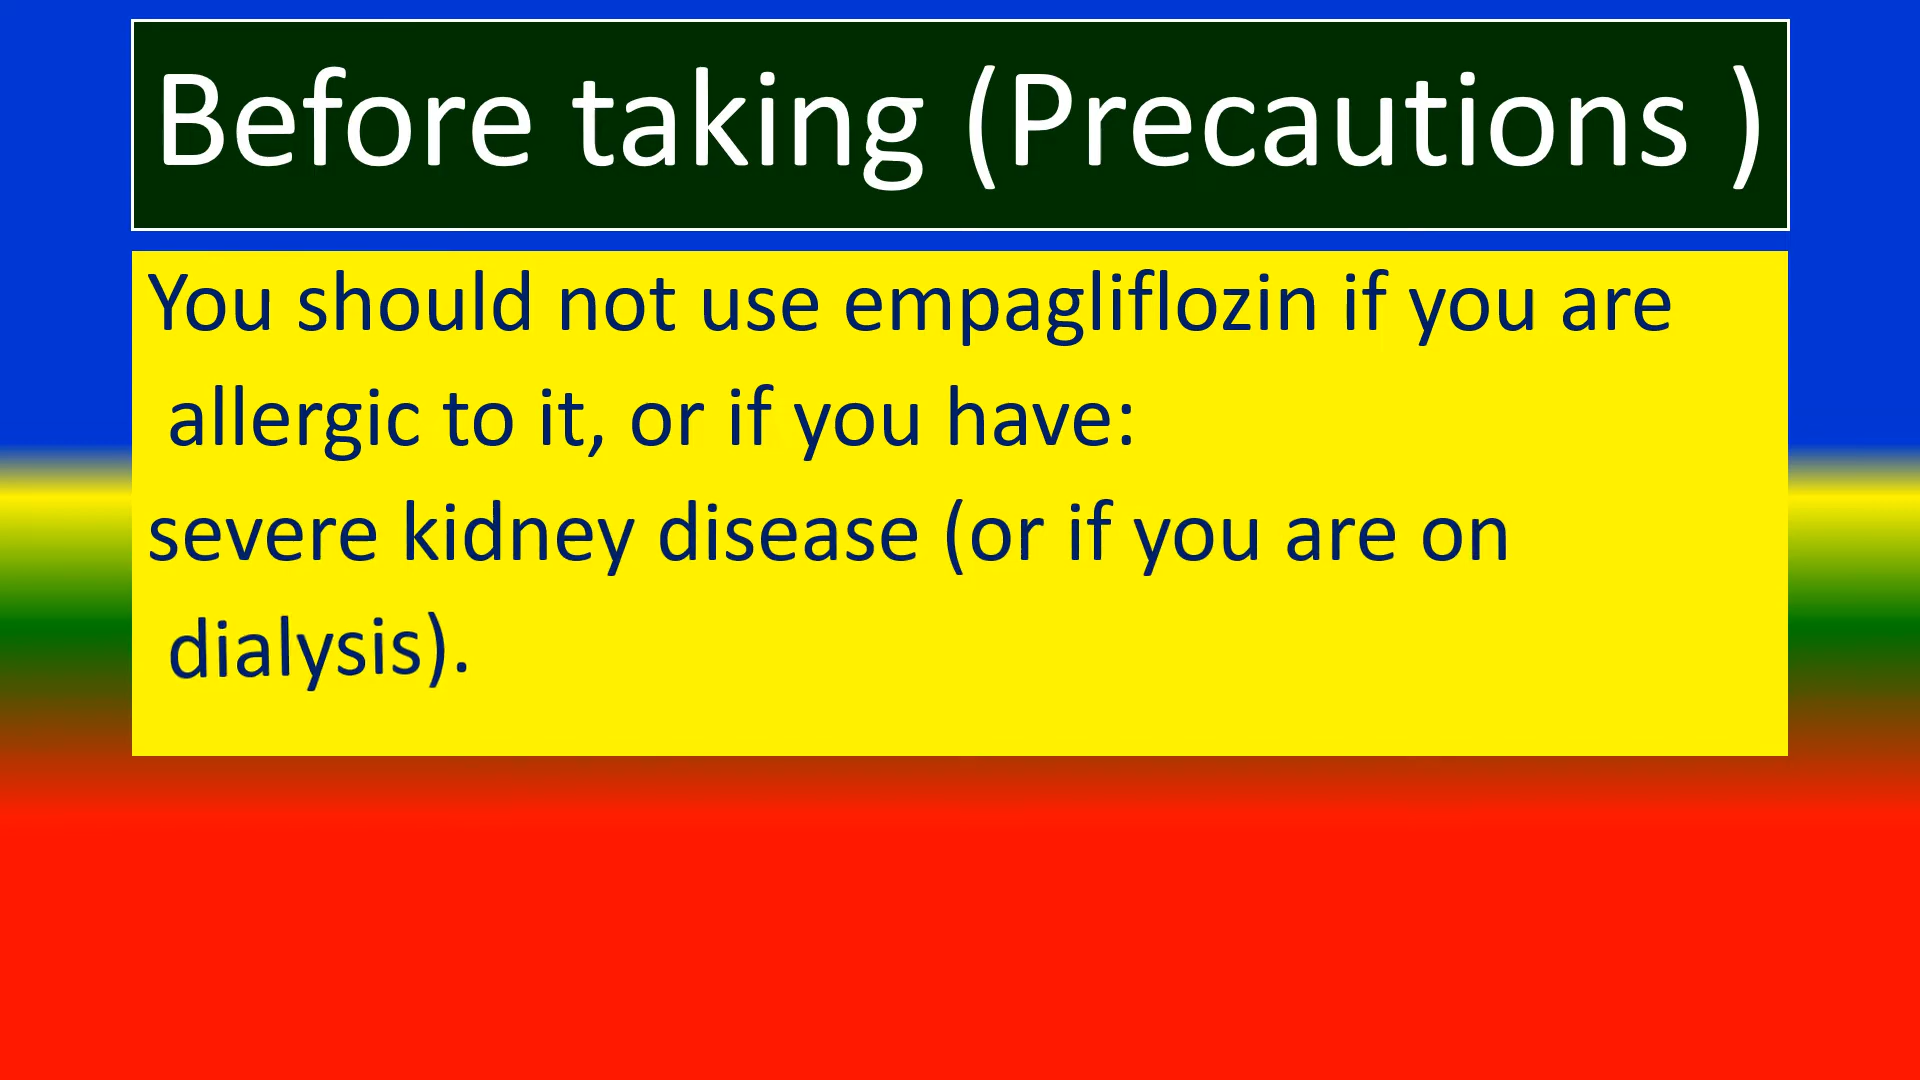 Before taking (Precautions )
You should not use empagliflozin if you are
allergic to it, or if you have:
severe kidney disease (or if you are on
dialysis).